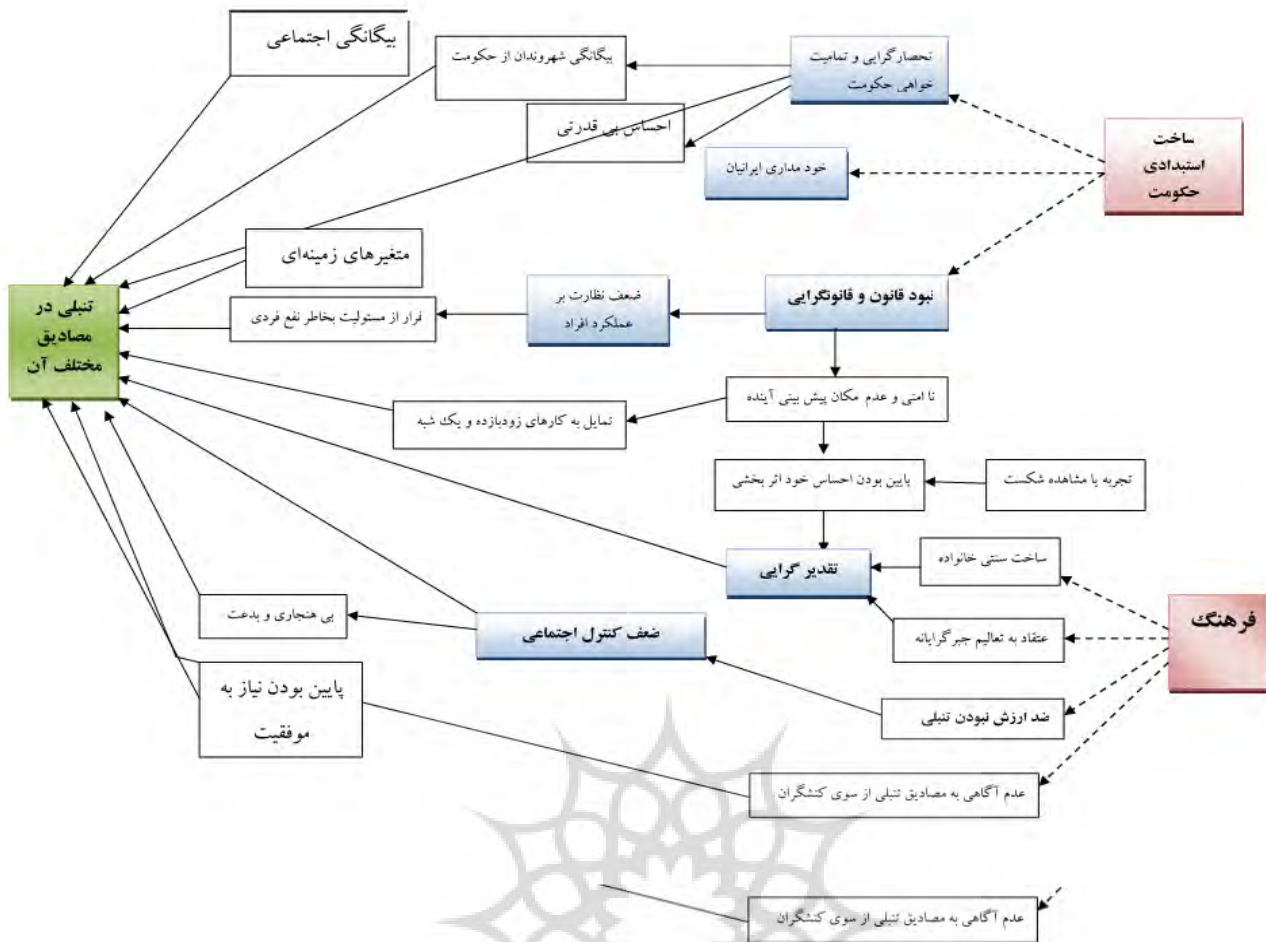 بیگانگی اجتماعی
بیگانگی شهروندان از حکومت
نحصارگرایی و تمامیت
خواهی حکومت
احساس بی قدرتی
ساخت
استبدادی
حکومت
خود مداری ایرانیان
متغیرهای زمینه‌ای
تنبلی در
مصادیق
مختلف آن
فرار از مسئولیت بخاطر نفع فردی
ضعف نظارت بر
عملکرد افراد
نبود قانون و قانونگرایی
نا امنی و عدم مکان پیش بینی آینده
تمایل به کارهای زودبازده و یک شبه
پایین بودن احساس خود اثر بخشی
تجربه یا مشاهده شکست
ساخت سنتی خانواده
تقدیر گرایی
فرهنگ
بی هنجاری و بدعت
ضعف کنترل اجتماعی
عتقاد به تعالیم جبرگرایانه
پایین بودن نیاز به
موفقیت
ضد ارزش نبودن تنبلی
عدم آگاهی به مصادیق تنبلی از سوی کنشگران
عدم آگاهی به مصادیق تنبلی از سوی کنشگران